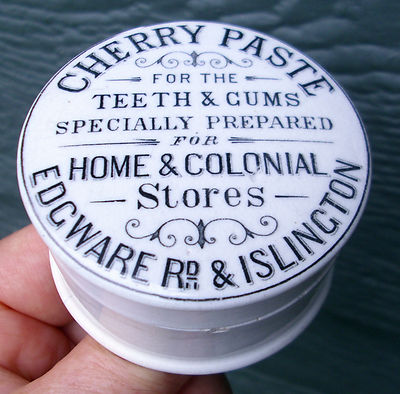 CHERRY PASTE
FOR THE
TEETH & GUMS
SPECIALLY PREPARED
FOR
HOME & COLONIAL
Stores
EDGWARE RD & ISLINGTON